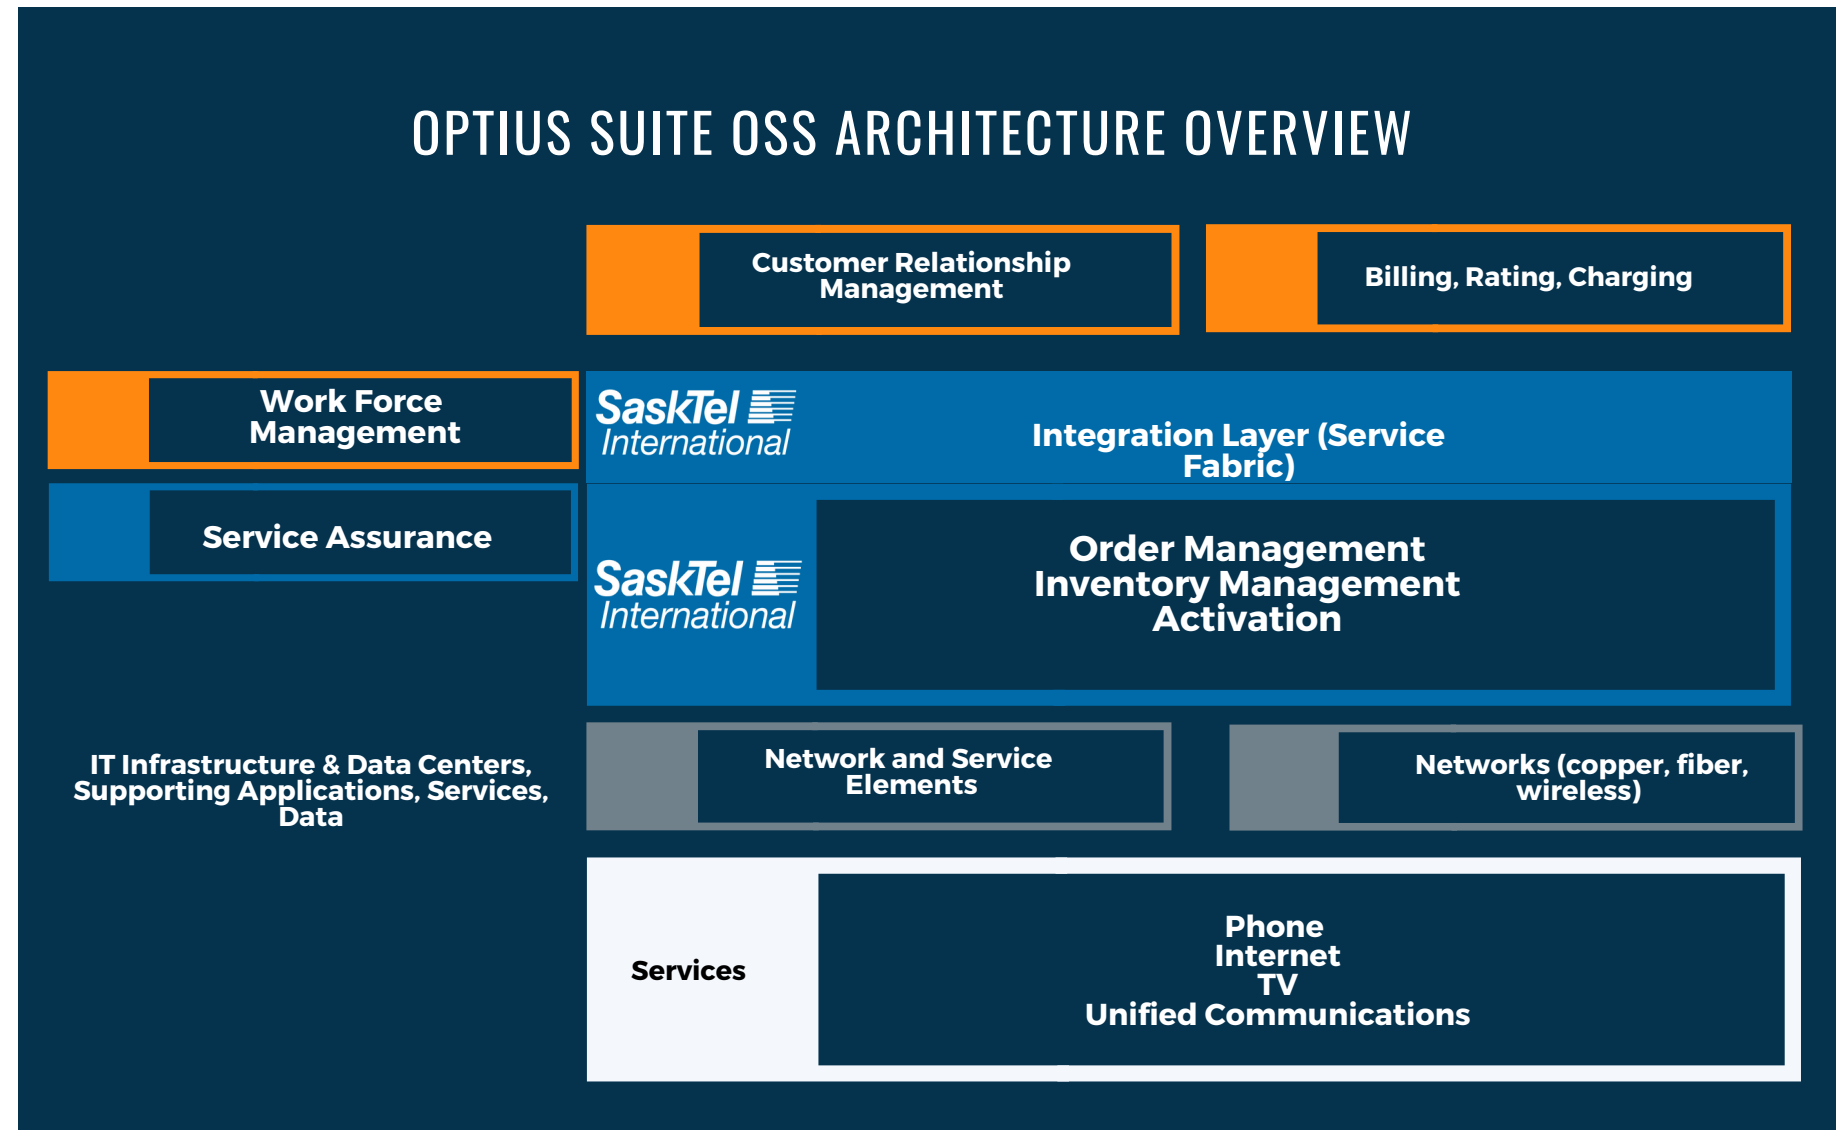 OPTIUS SUITE OSS ARCHITECTURE OVERVIEW
Customer Relationship
Management
Billing, Rating, Charging
Work Force
Management
SaskTel
International
Integration Layer (Service
Fabric)
Service Assurance
SaskTel
International
Order Management
Inventory Management
Activation
IT Infrastructure & Data Centers,
Supporting Applications, Services,
Data
Network and Service
Elements
Networks (copper, fiber,
wireless)
Services
Phone
Internet
TV
Unified Communications